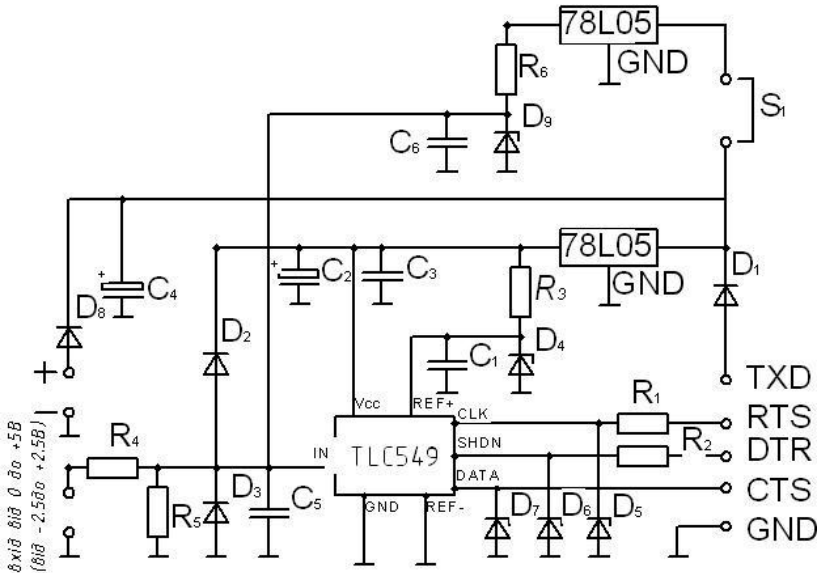 78L05
GND
R6
S1
D9
C6
78L05
GND
D1
C2
C3
R3
C4
D8
D2
D4
C1
+
+
+
–
TXD
Vcc
REF+
CLK
R1
RTS
SHDN
R2
DTR
IN
TLC549
DATA
CTS
R4
D3
C5
R5
GND
REF-
D7
D6
D5
GND
Вхід від 0 до +5В
(від -2.5до +2.5В)